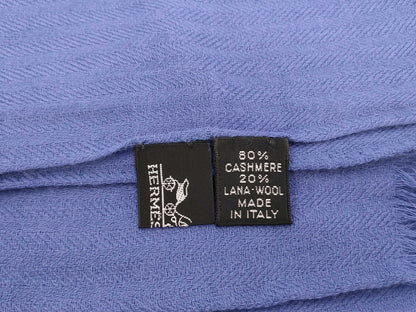 HERMES
80%
CASHMERE
20%
LANA-WOOL
MADE
IN ITALY